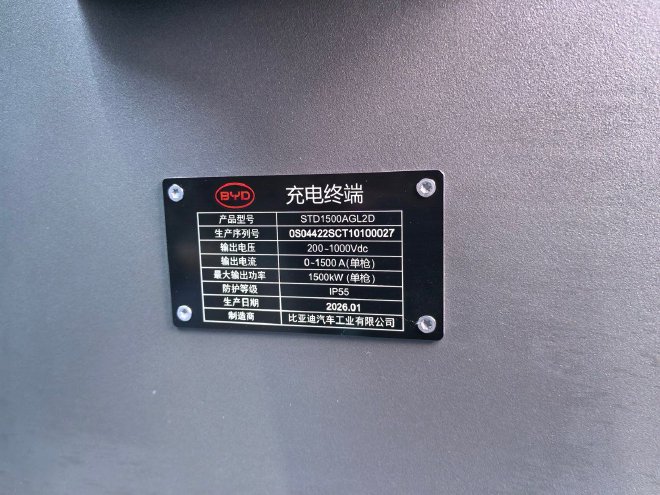 BYD 充电终端
产品型号 STD1500AGL2D
生产序列号 0S04422SCT10100027
输出电压 200-1000Vdc
输出电流 0-1500 A(单枪)
最大输出功率 1500kW (单枪)
防护等级 IP55
生产日期 2026.01
制造商 比亚迪汽车工业有限公司